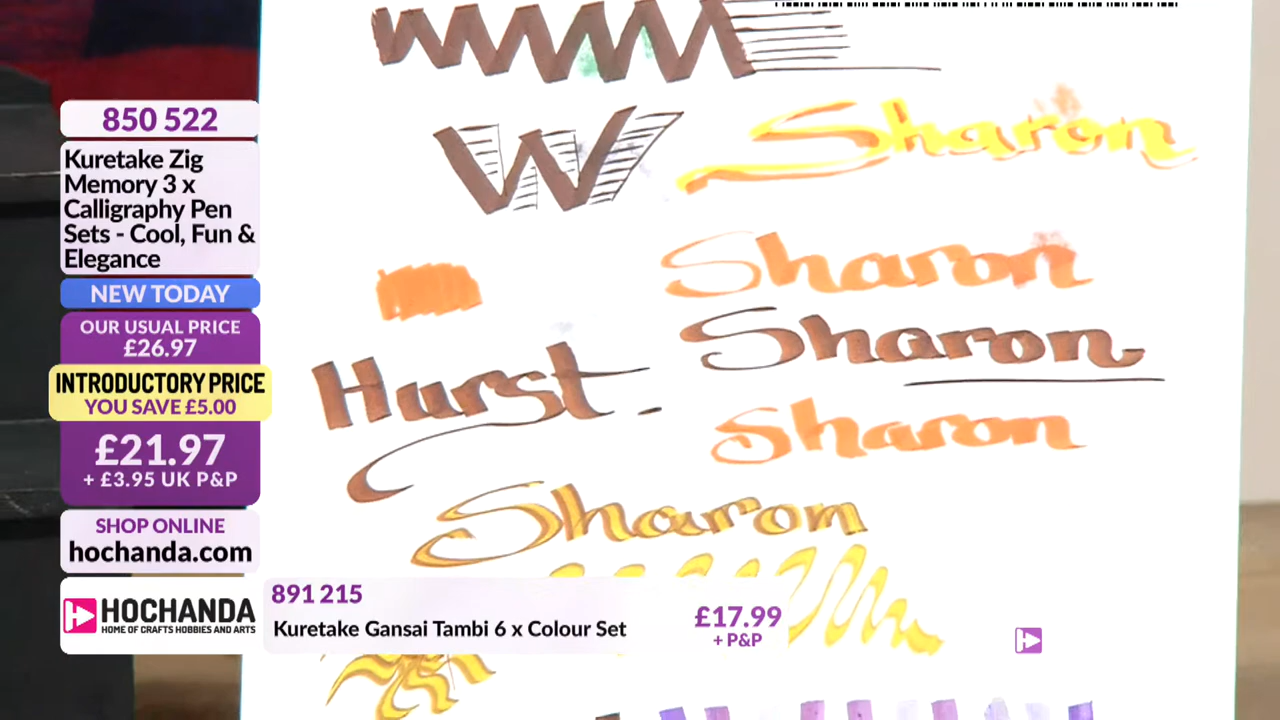 850 522
Kuretake Zig
Memory 3 x
Calligraphy Pen
Sets - Cool, Fun &
Elegance
NEW TODAY
OUR USUAL PRICE
£26.97
INTRODUCTORY PRICE
YOU SAVE £5.00
£21.97
+ £3.95 UK P&P
SHOP ONLINE
hochanda.com
HOCHANDA
HOME OF CRAFTS HOBBIES AND ARTS
891 215
Kuretake Gansai Tambi 6 x Colour Set
£17.99
+ P&P
W
Sharon
Sharon
Sharon
Hurst
Sharon
Sharon